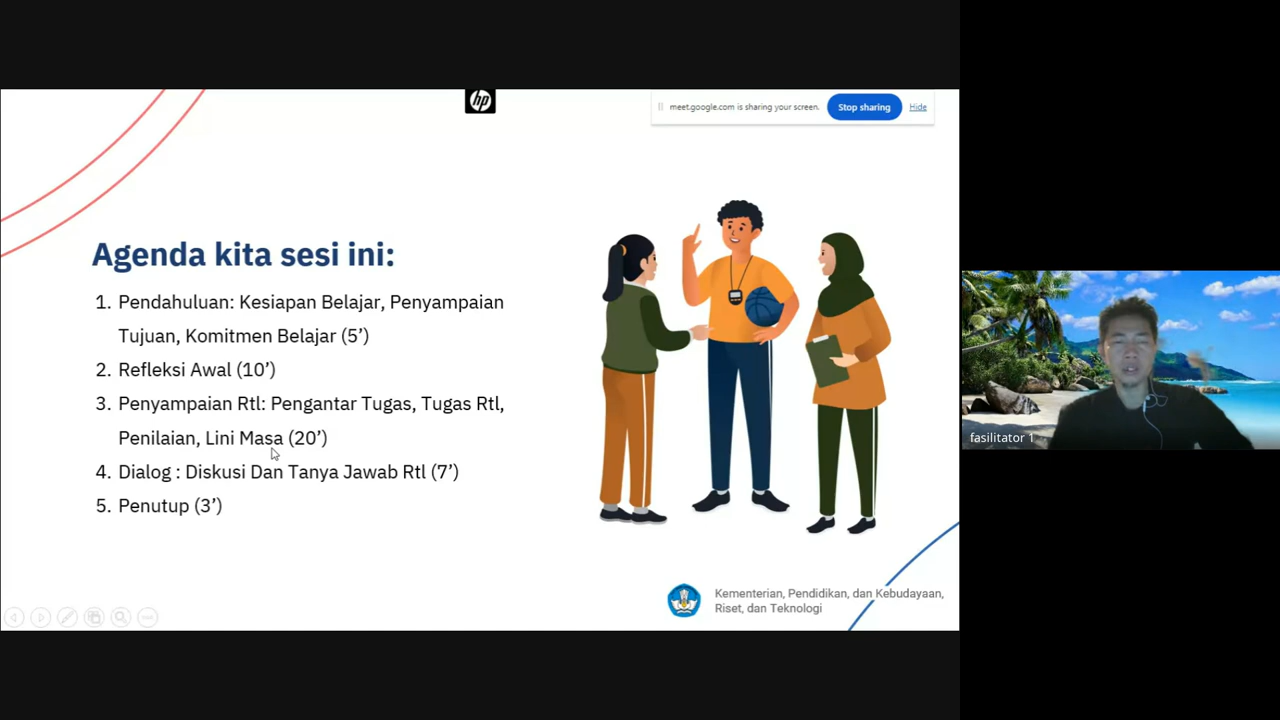 hp
meet.google.com is sharing your screen.
Stop sharing
Hide
Agenda kita sesi ini:
1. Pendahuluan: Kesiapan Belajar, Penyampaian
Tujuan, Komitmen Belajar (5’)
2. Refleksi Awal (10’)
3. Penyampaian Rtl: Pengantar Tugas, Tugas Rtl,
Penilaian, Lini Masa (20’)
4. Dialog : Diskusi Dan Tanya Jawab Rtl (7’)
5. Penutup (3’)
Kementerian, Pendidikan, dan Kebudayaan,
Riset, dan Teknologi
fasilitator 1